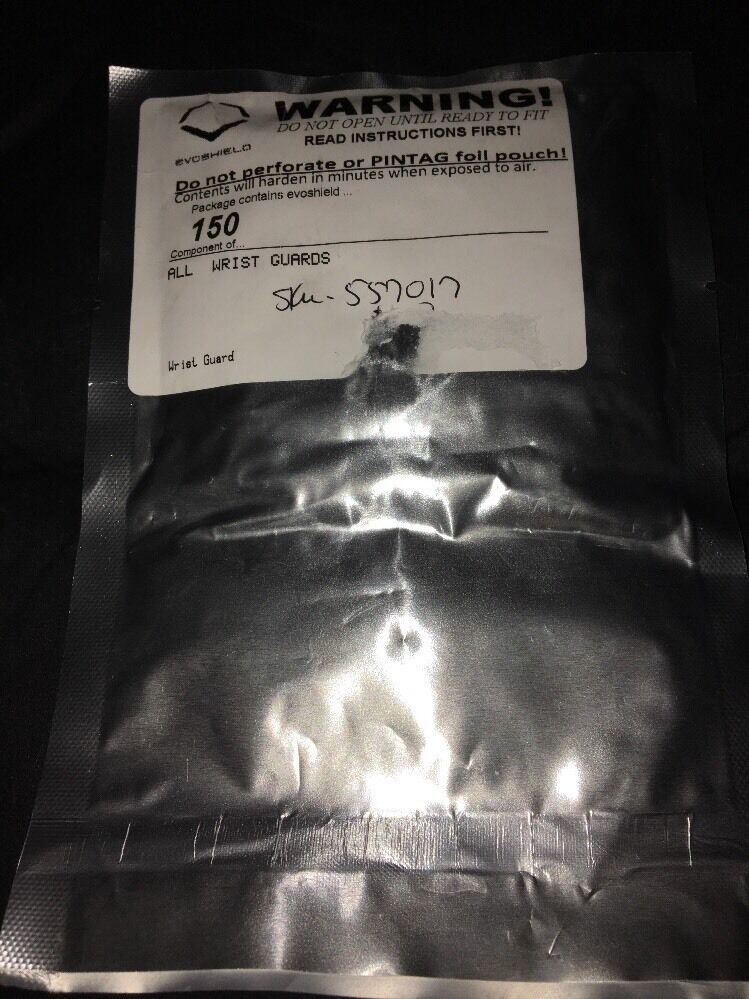 EVOSHIELD
WARNING!
DO NOT OPEN UNTIL READY TO FIT
READ INSTRUCTIONS FIRST!
Do not perforate or PINTAG foil pouch!
Contents will harden in minutes when exposed to air.
Package contains evoshield ...
150
Component of...
ALL WRIST GUARDS
Sku- 557017
Wrist Guard